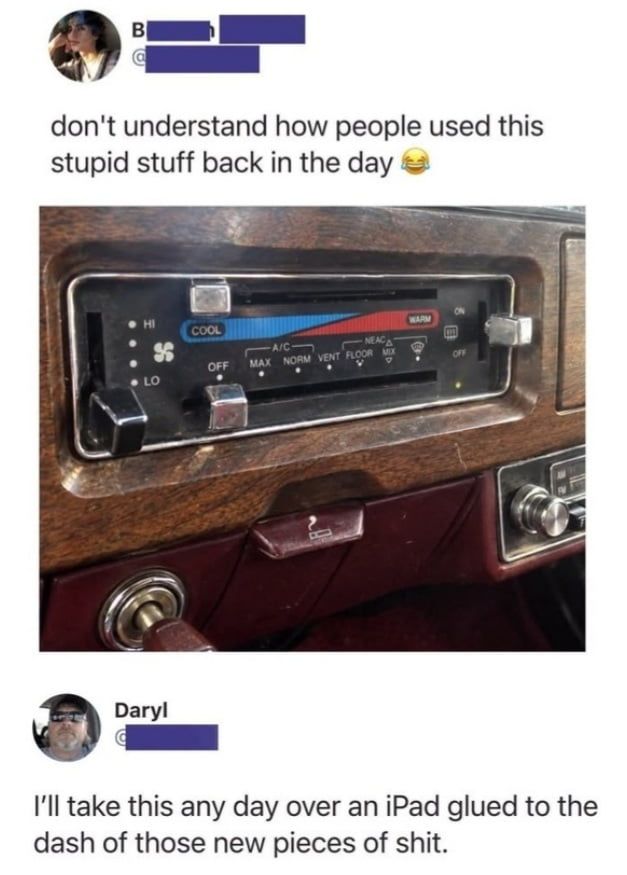 B
@
don't understand how people used this
stupid stuff back in the day 😂
HI
LO
COOL
WARM
ON
OFF
A/C
OFF MAX NORM VENT FLOOR MIX
AM
FM
Daryl
I'll take this any day over an iPad glued to the
dash of those new pieces of shit.